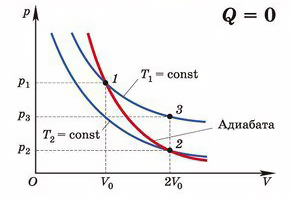 p
Q = 0
p₁
1
T₁ = const
p₃
3
T₂ = const
Адиабата
p₂
2
O
V₀
2V₀
V